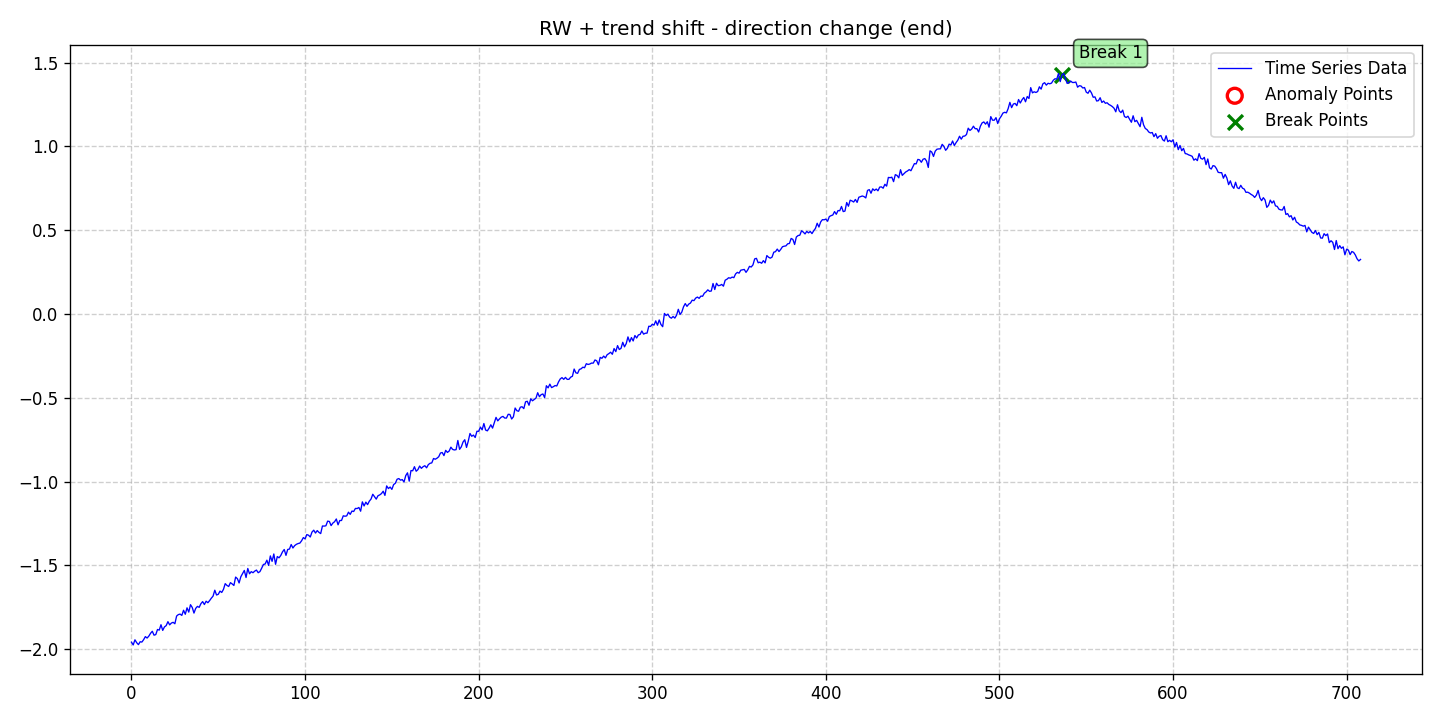 RW + trend shift - direction change (end)
Break 1
Time Series Data
Anomaly Points
Break Points
1.5
1.0
0.5
0.0
−0.5
−1.0
−1.5
−2.0
0 100 200 300 400 500 600 700